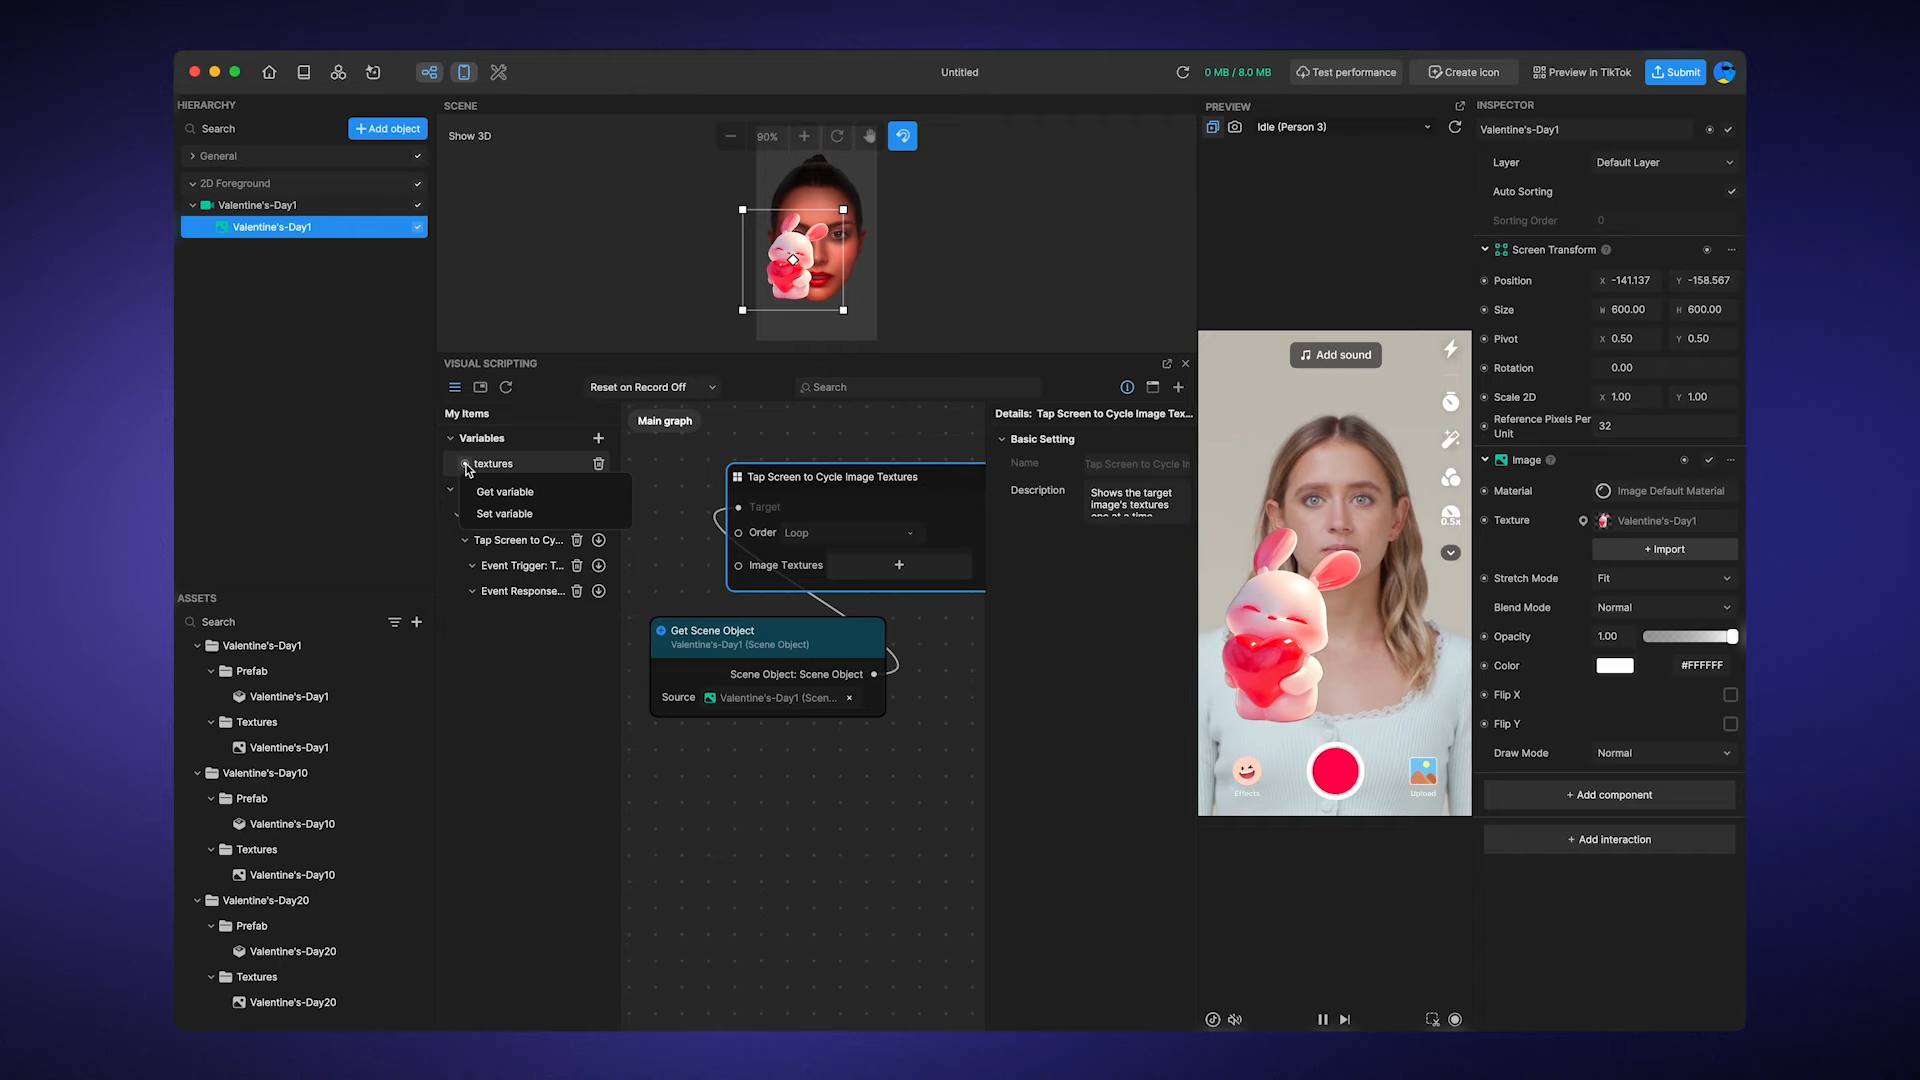 Untitled
0 MB / 8.0 MB
Test performance
Create icon
Preview in TikTok
Submit
HIERARCHY
Search
Add object
General
2D Foreground
Valentine's-Day1
Valentine's-Day1
SCENE
Show 3D
90%
VISUAL SCRIPTING
Reset on Record Off
Search
My Items
Variables
textures
Get variable
Set variable
Tap Screen to Cy...
Event Trigger: T...
Event Response...
Main graph
Tap Screen to Cycle Image Textures
Target
Order Loop
Image Textures +
Get Scene Object
Valentine's-Day1 (Scene Object)
Scene Object: Scene Object
Source Valentine's-Day1 (Scen...
Details: Tap Screen to Cycle Image Tex...
Basic Setting
Name Tap Screen to Cycle In
Description Shows the target
image's textures
one at a time
ASSETS
Search
Valentine's-Day1
Prefab
Valentine's-Day1
Textures
Valentine's-Day1
Valentine's-Day10
Prefab
Valentine's-Day10
Textures
Valentine's-Day10
Valentine's-Day20
Prefab
Valentine's-Day20
Textures
Valentine's-Day20
PREVIEW
Idle (Person 3)
Add sound
0.5x
Effects
Upload
INSPECTOR
Valentine's-Day1
Layer Default Layer
Auto Sorting
Sorting Order 0
Screen Transform
Position X -141.137 Y -158.567
Size W 600.00 H 600.00
Pivot X 0.50 Y 0.50
Rotation 0.00
Scale 2D X 1.00 Y 1.00
Reference Pixels Per
Unit 32
Image
Material Image Default Material
Texture Valentine's-Day1
+ Import
Stretch Mode Fit
Blend Mode Normal
Opacity 1.00
Color #FFFFFF
Flip X
Flip Y
Draw Mode Normal
+ Add component
+ Add interaction